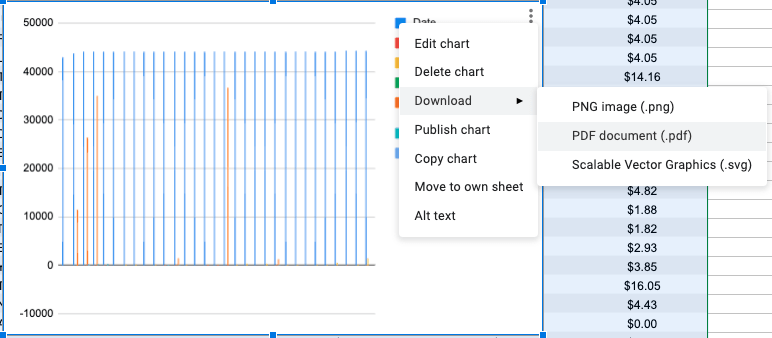 50000
40000
30000
20000
10000
0
-10000
Date
Edit chart
Delete chart
Download
Publish chart
Copy chart
Move to own sheet
Alt text
PNG image (.png)
PDF document (.pdf)
Scalable Vector Graphics (.svg)
$4.05
$4.05
$4.05
$4.05
$14.16
$4.82
$1.88
$1.82
$2.93
$3.85
$16.05
$4.43
$0.00